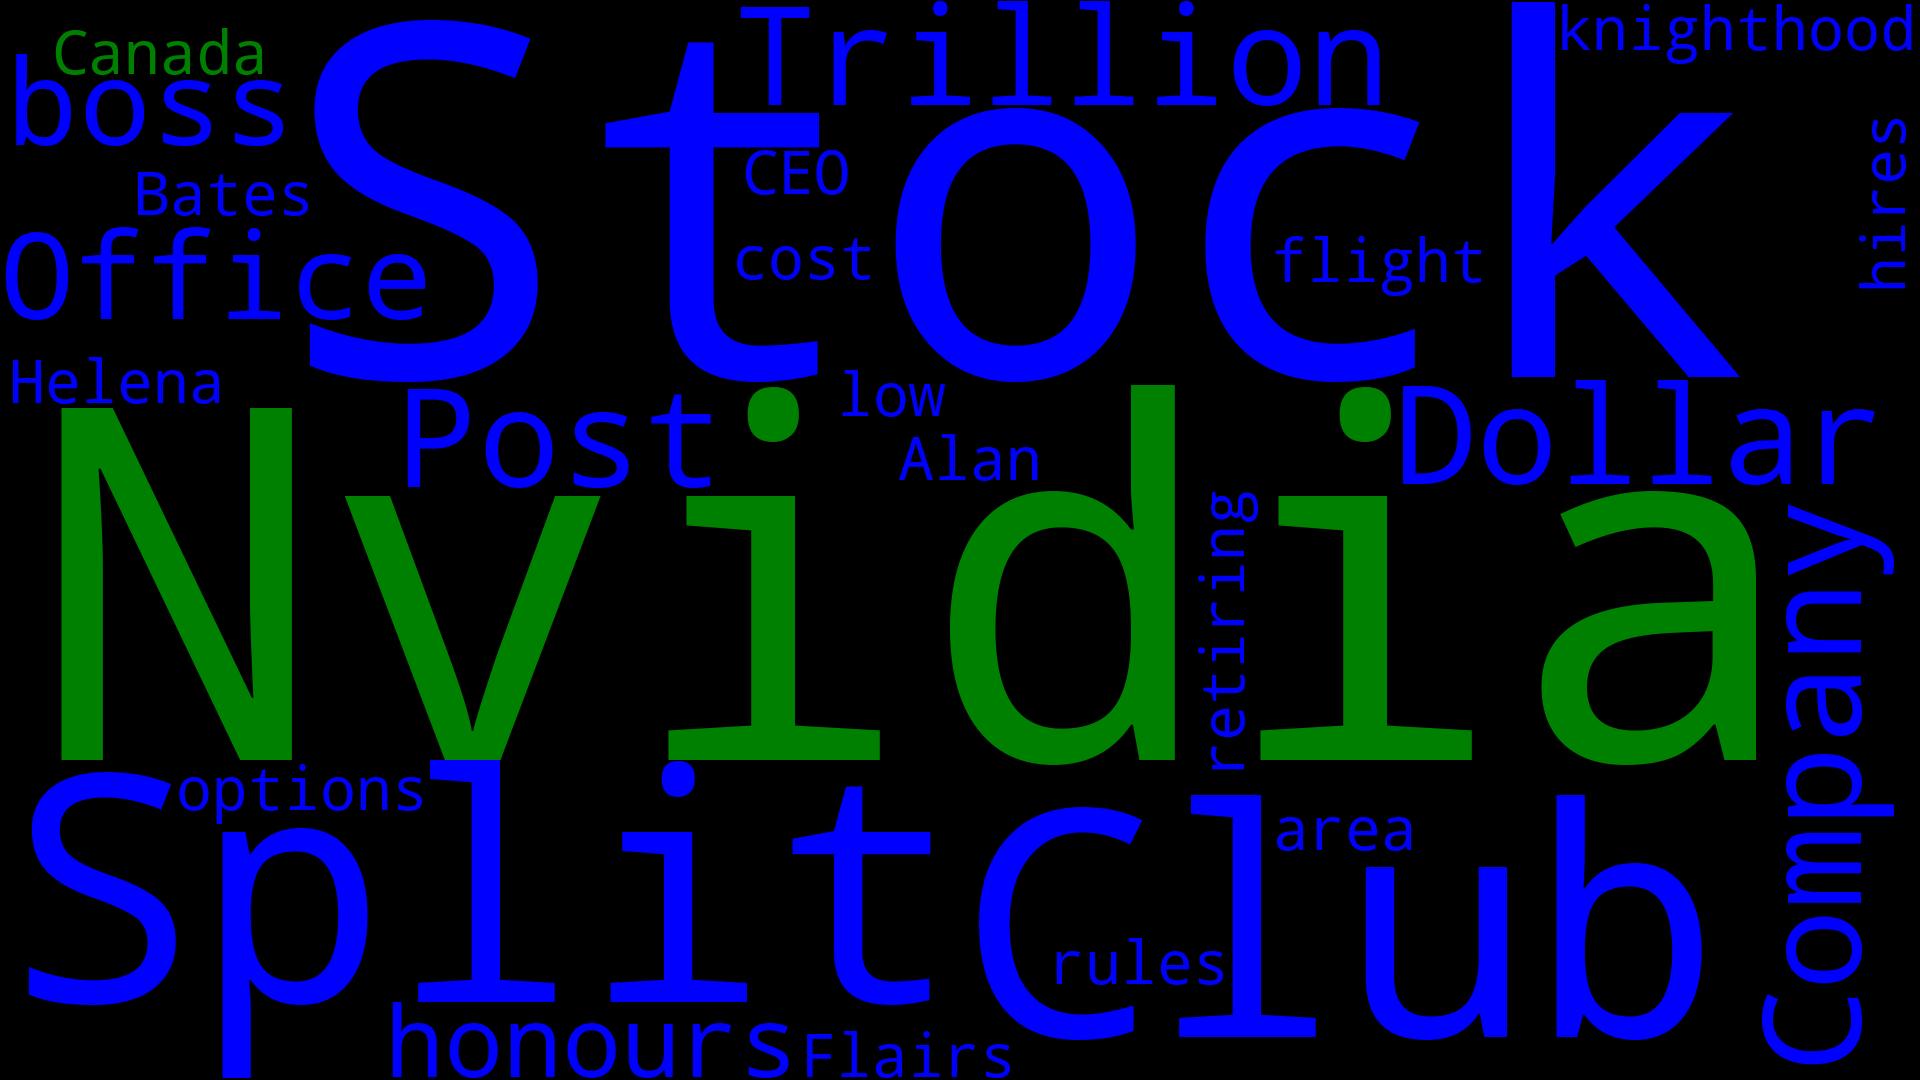 Canada
Trillion
knighthood
boss
Stock
hires
Bates
CEO
Office
cost
flight
Helena
Post
low
Dollar
Alan
Nvidia
retiring
Company
options
Split
Club
area
rules
honours
Flairs